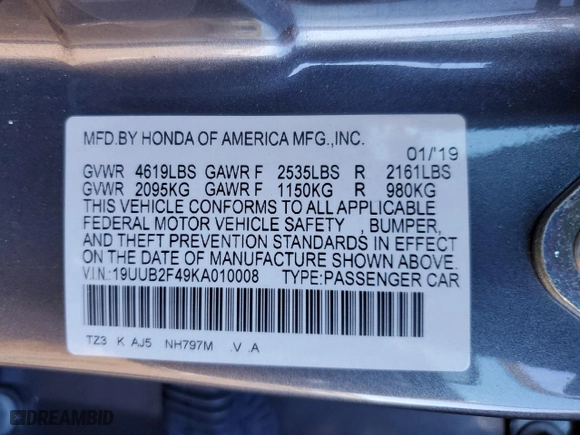 MFD.BY HONDA OF AMERICA MFG.,INC.
01/'19
GVWR 4619LBS GAWR F 2535LBS R 2161LBS
GVWR 2095KG GAWR F 1150KG R 980KG
THIS VEHICLE CONFORMS TO ALL APPLICABLE
FEDERAL MOTOR VEHICLE SAFETY , BUMPER,
AND THEFT PREVENTION STANDARDS IN EFFECT
ON THE DATE OF MANUFACTURE SHOWN ABOVE.
V.I.N.:19UUB2F49KA010008 TYPE:PASSENGER CAR
TZ3 K AJ5 NH797M .V .A
DREAMBID